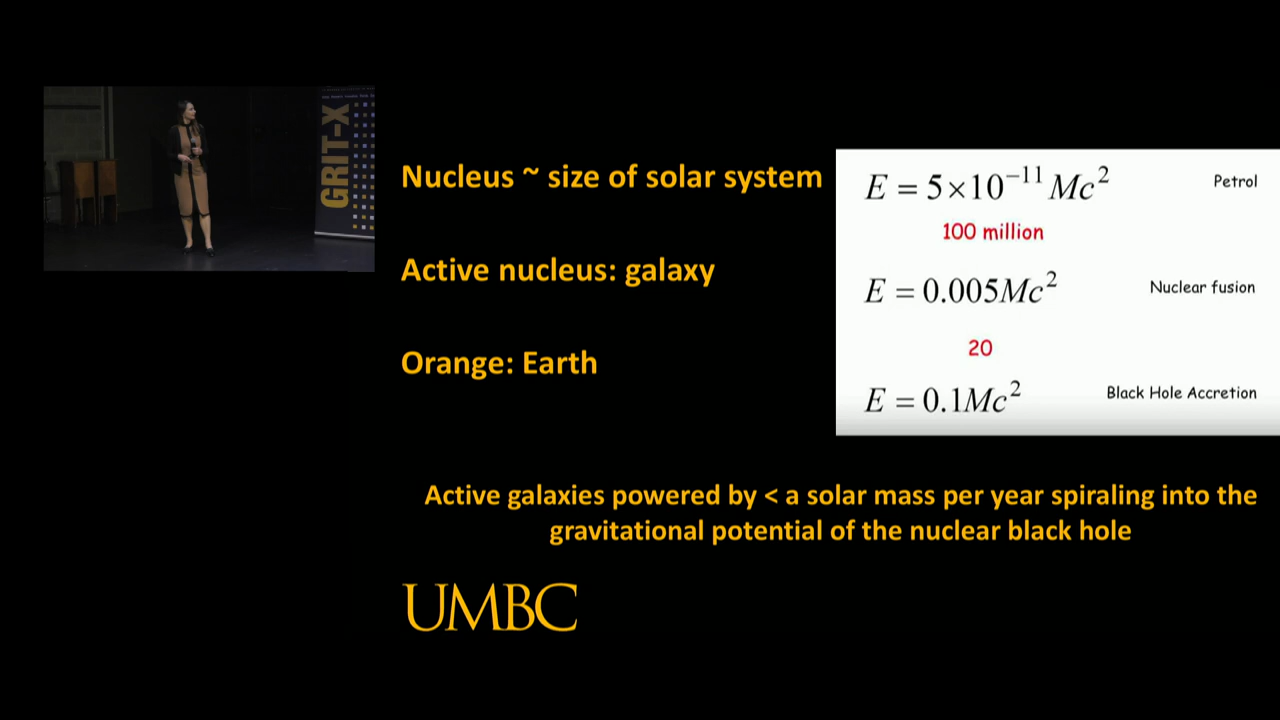 GRIT-X
Nucleus ~ size of solar system
Active nucleus: galaxy
Orange: Earth
E = 5×10⁻¹¹ Mc² Petrol
100 million
E = 0.005Mc² Nuclear fusion
20
E = 0.1Mc² Black Hole Accretion
Active galaxies powered by < a solar mass per year spiraling into the
gravitational potential of the nuclear black hole
UMBC